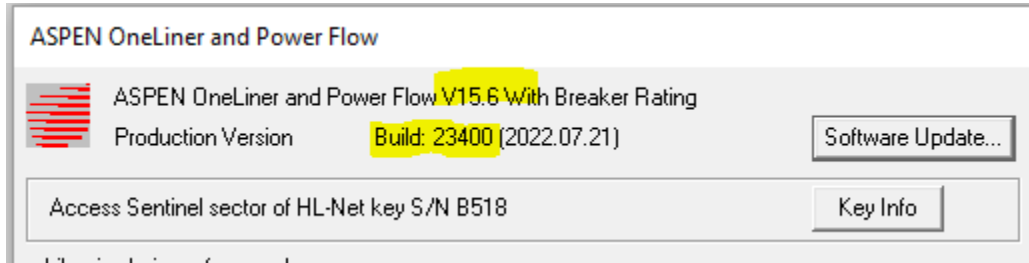 ASPEN OneLiner and Power Flow
ASPEN OneLiner and Power Flow V15.6 With Breaker Rating
Production Version Build: 23400 (2022.07.21)
Software Update...
Access Sentinel sector of HL-Net key S/N B518
Key Info